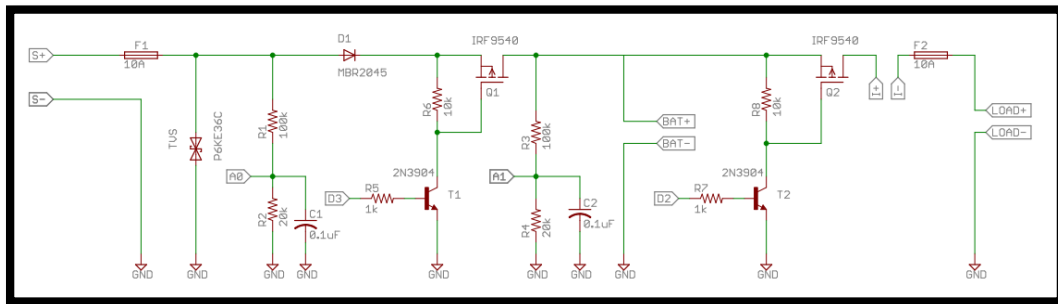 S+
F1
10A
D1
MBR2045
IRF9540
Q1
IRF9540
Q2
I+
I-
F2
10A
S-
TVS
P6KE36C
R1
100k
R6
10k
R3
100k
BAT+
BAT-
R8
10k
LOAD+
LOAD-
A0
R2
20k
C1
0.1uF
D3
R5
1k
2N3904
T1
A1
R4
20k
C2
0.1uF
D2
R7
1k
2N3904
T2
GND
GND
GND
GND
GND
GND
GND
GND
GND
GND